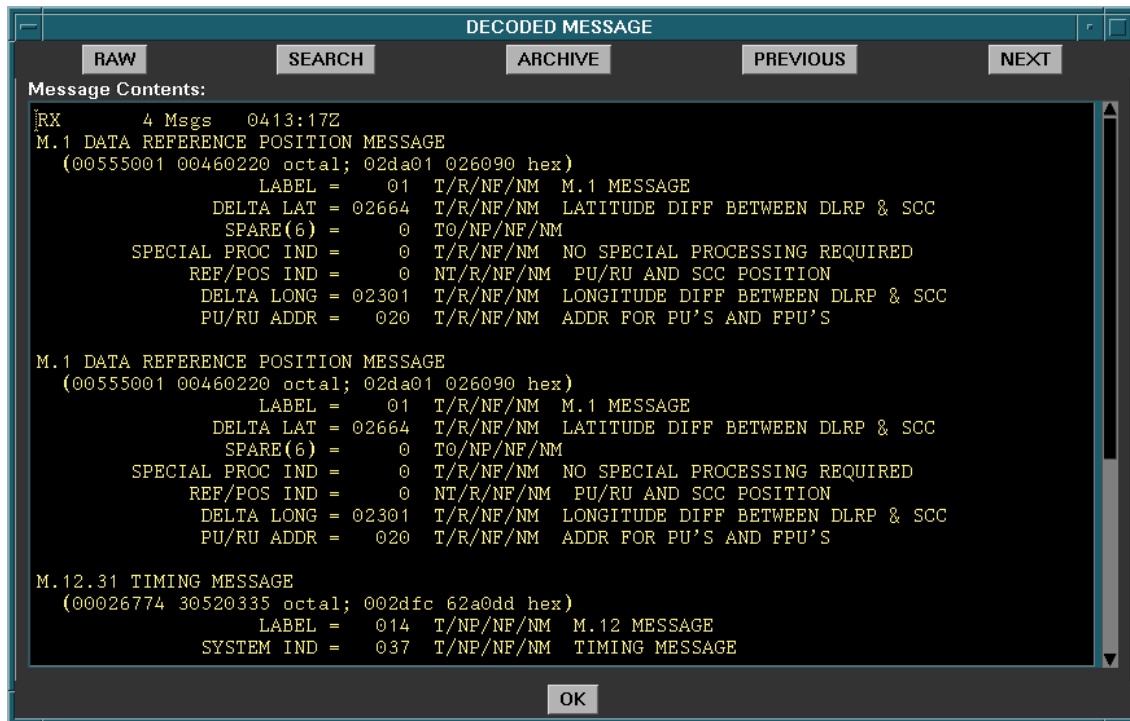 DECODED MESSAGE
RAW SEARCH ARCHIVE PREVIOUS NEXT
Message Contents:
RX 4 Msgs 0413:17Z
M.1 DATA REFERENCE POSITION MESSAGE
(00555001 00460220 octal; 02da01 026090 hex)
LABEL = 01 T/R/NF/NM M.1 MESSAGE
DELTA LAT = 02664 T/R/NF/NM LATITUDE DIFF BETWEEN DLRP & SCC
SPARE(6) = 0 T0/NP/NF/NM
SPECIAL PROC IND = 0 T/R/NF/NM NO SPECIAL PROCESSING REQUIRED
REF/POS IND = 0 NT/R/NF/NM PU/RU AND SCC POSITION
DELTA LONG = 02301 T/R/NF/NM LONGITUDE DIFF BETWEEN DLRP & SCC
PU/RU ADDR = 020 T/R/NF/NM ADDR FOR PU'S AND FPU'S
M.1 DATA REFERENCE POSITION MESSAGE
(00555001 00460220 octal; 02da01 026090 hex)
LABEL = 01 T/R/NF/NM M.1 MESSAGE
DELTA LAT = 02664 T/R/NF/NM LATITUDE DIFF BETWEEN DLRP & SCC
SPARE(6) = 0 T0/NP/NF/NM
SPECIAL PROC IND = 0 T/R/NF/NM NO SPECIAL PROCESSING REQUIRED
REF/POS IND = 0 NT/R/NF/NM PU/RU AND SCC POSITION
DELTA LONG = 02301 T/R/NF/NM LONGITUDE DIFF BETWEEN DLRP & SCC
PU/RU ADDR = 020 T/R/NF/NM ADDR FOR PU'S AND FPU'S
M.12.31 TIMING MESSAGE
(00026774 30520335 octal; 002dfc 62a0dd hex)
LABEL = 014 T/NP/NF/NM M.12 MESSAGE
SYSTEM IND = 037 T/NP/NF/NM TIMING MESSAGE
OK